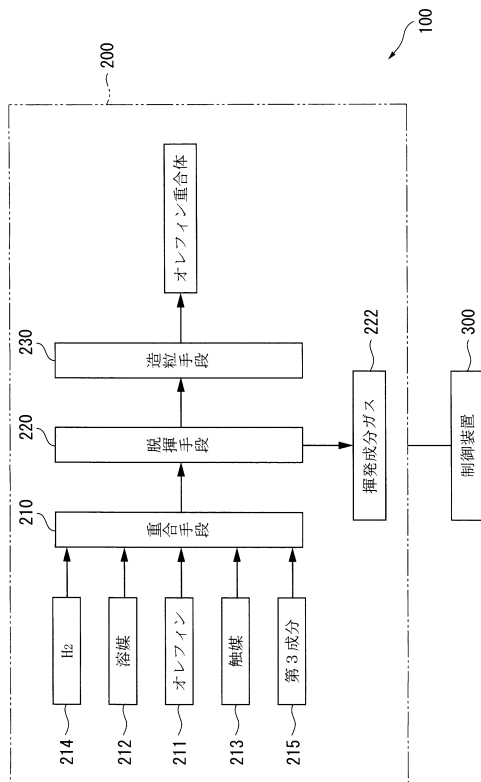 100
200
オレフィン重合体
230
造粒手段
220
脱揮手段
222
揮発成分ガス
300
制御装置
210
重合手段
H2
214
溶媒
212
オレフィン
211
触媒
213
第3成分
215